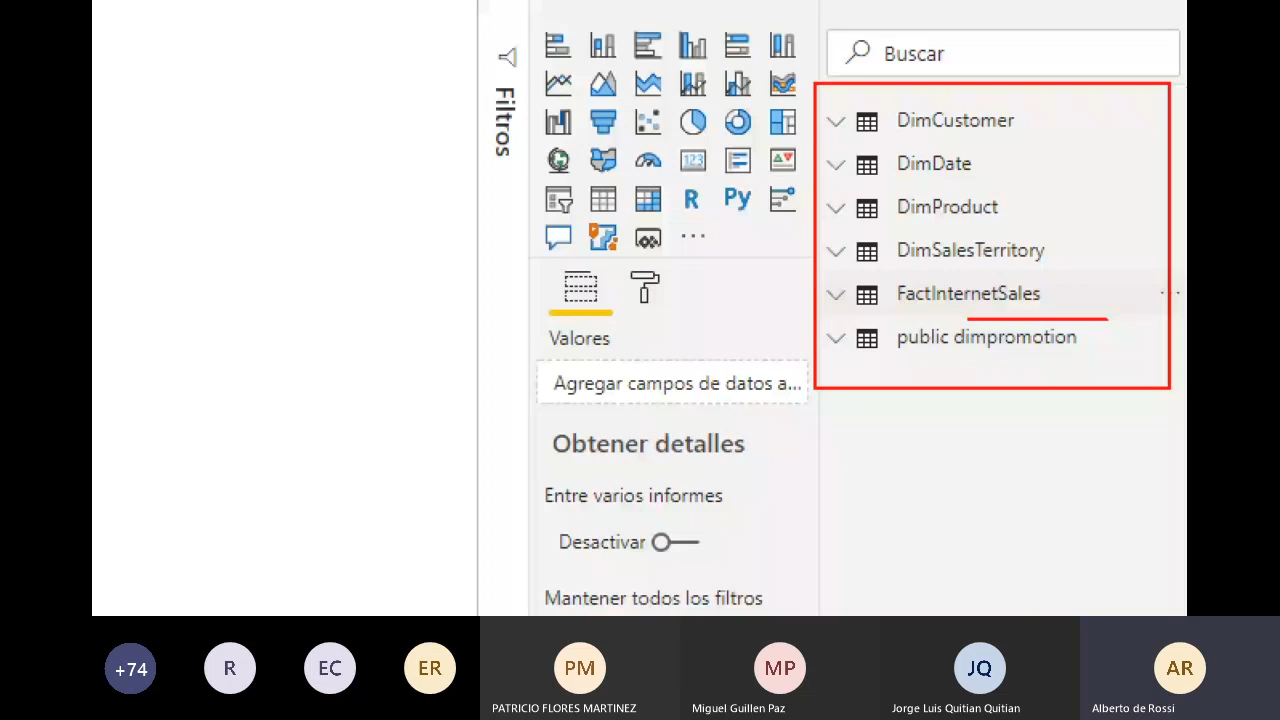 Filtros
Buscar
DimCustomer
DimDate
DimProduct
DimSalesTerritory
FactInternetSales
public dimpromotion
123
R
Py
Valores
Agregar campos de datos a...
Obtener detalles
Entre varios informes
Desactivar
Mantener todos los filtros
+74
R
EC
ER
PM
MP
JQ
AR
PATRICIO FLORES MARTINEZ
Miguel Guillen Paz
Jorge Luis Quitian Quitian
Alberto de Rossi